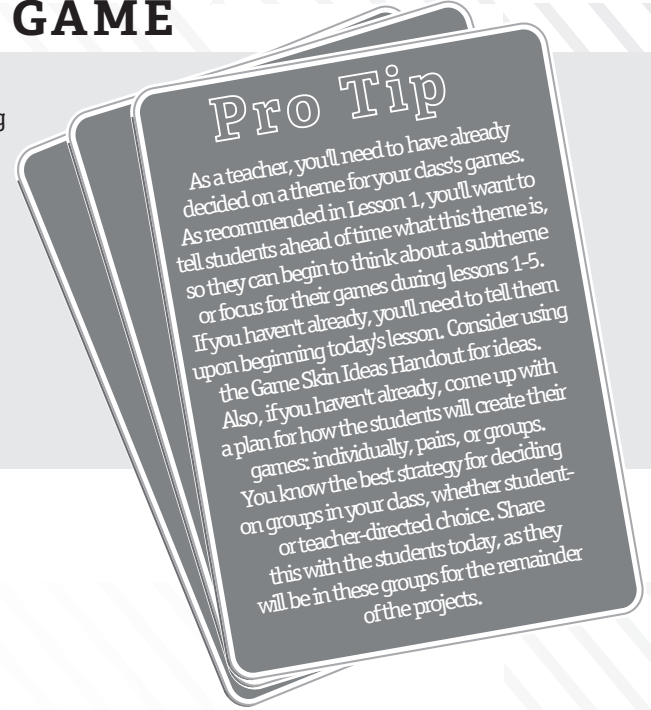 GAME
g
Pro Tip
As a teacher, you'll need to have already
decided on a theme for your class's games.
As recommended in Lesson 1, you'll want to
tell students ahead of time what this theme is,
so they can begin to think about a subtheme
or focus for their games during lessons 1-5.
If you haven't already, you'll need to tell them
upon beginning today's lesson. Consider using
the Game Skin Ideas Handout for ideas.
Also, if you haven't already, come up with
a plan for how the students will create their
games: individually, pairs, or groups.
You know the best strategy for deciding
on groups in your class, whether student-
or teacher-directed choice. Share
this with the students today, as they
will be in these groups for the remainder
of the projects.